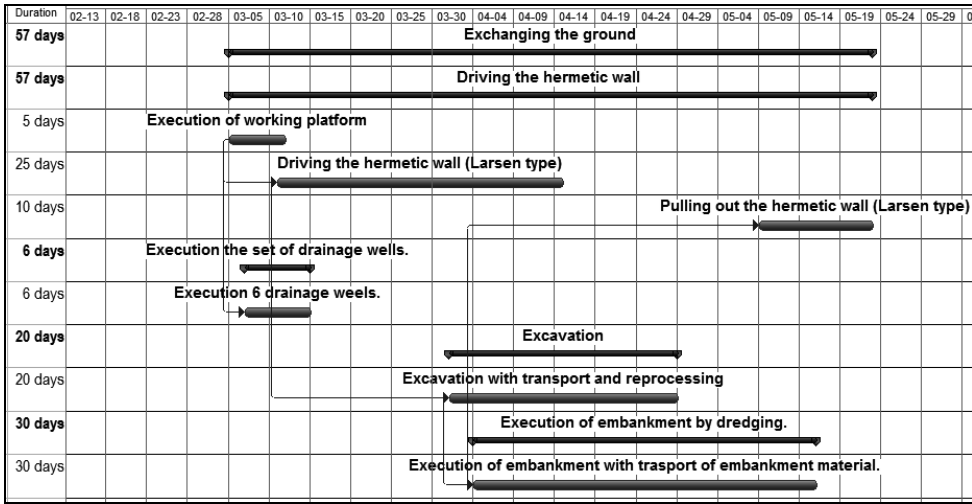 Duration 02-13 02-18 02-23 02-28 03-05 03-10 03-15 03-20 03-25 03-30 04-04 04-09 04-14 04-19 04-24 04-29 05-04 05-09 05-14 05-19 05-24 05-29 0
57 days Exchanging the ground
57 days Driving the hermetic wall
5 days Execution of working platform
25 days Driving the hermetic wall (Larsen type)
10 days Pulling out the hermetic wall (Larsen type)
6 days Execution the set of drainage wells.
6 days Execution 6 drainage weels.
20 days Excavation
20 days Excavation with transport and reprocessing
30 days Execution of embankment by dredging.
30 days Execution of embankment with trasport of embankment material.